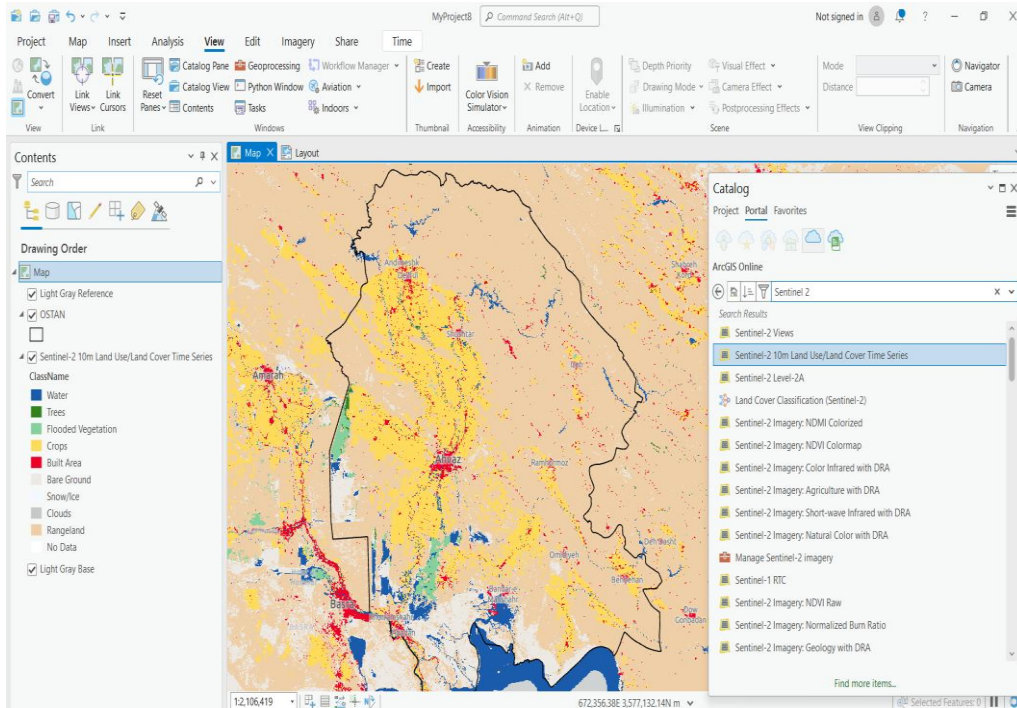 MyProject8
Command Search (Alt+Q)
Not signed in
?
Project Map Insert Analysis View Edit Imagery Share Time
Convert
Link Views
Link Cursors
Reset Panes
Catalog Pane
Catalog View
Contents
Geoprocessing
Python Window
Tasks
Workflow Manager
Aviation
Indoors
Create
Import
Color Vision Simulator
Add
Remove
Enable Location
Depth Priority
Drawing Mode
Illumination
Visual Effect
Camera Effect
Postprocessing Effects
Mode
Distance
Navigator
Camera
View Link Windows Thumbnail Accessibility Animation Device L... Scene View Clipping Navigation
Contents
Search
Drawing Order
Map
Light Gray Reference
OSTAN
Sentinel-2 10m Land Use/Land Cover Time Series
ClassName
Water
Trees
Flooded Vegetation
Crops
Built Area
Bare Ground
Snow/Ice
Clouds
Rangeland
No Data
Light Gray Base
Map Layout
Amarah
Ahvaz
Ramhormoz
Deh Dasht
Behbehan
1:2,106,419
672,356.38E 3,577,132.14N m
Selected Features: 0
Catalog
Project Portal Favorites
ArcGIS Online
Sentinel 2
Search Results
Sentinel-2 Views
Sentinel-2 10m Land Use/Land Cover Time Series
Sentinel-2 Level-2A
Land Cover Classification (Sentinel-2)
Sentinel-2 Imagery: NDMI Colorized
Sentinel-2 Imagery: NDVI Colormap
Sentinel-2 Imagery: Color Infrared with DRA
Sentinel-2 Imagery: Agriculture with DRA
Sentinel-2 Imagery: Short-wave Infrared with DRA
Sentinel-2 Imagery: Natural Color with DRA
Manage Sentinel-2 imagery
Sentinel-1 RTC
Sentinel-2 Imagery: NDVI Raw
Sentinel-2 Imagery: Normalized Burn Ratio
Sentinel-2 Imagery: Geology with DRA
Find more items...